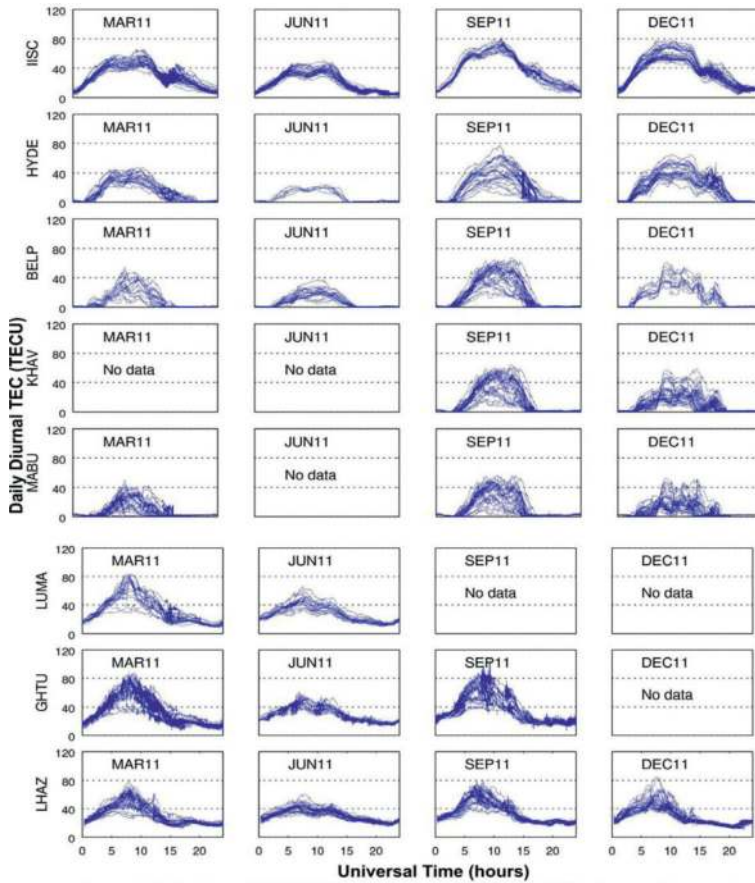 Daily Diurnal TEC (TECU)
IISC
120
80
40
0
MAR11
JUN11
SEP11
DEC11
HYDE
120
80
40
0
MAR11
JUN11
SEP11
DEC11
BELP
120
80
40
0
MAR11
JUN11
SEP11
DEC11
KHAV
120
80
40
0
MAR11
No data
JUN11
No data
SEP11
DEC11
MABU
120
80
40
0
MAR11
JUN11
No data
SEP11
DEC11
LUMA
120
80
40
0
MAR11
JUN11
SEP11
No data
DEC11
No data
GHTU
120
80
40
0
MAR11
JUN11
SEP11
DEC11
No data
LHAZ
120
80
40
0
MAR11
JUN11
SEP11
DEC11
0 5 10 15 20
0 5 10 15 20
0 5 10 15 20
0 5 10 15 20
Universal Time (hours)